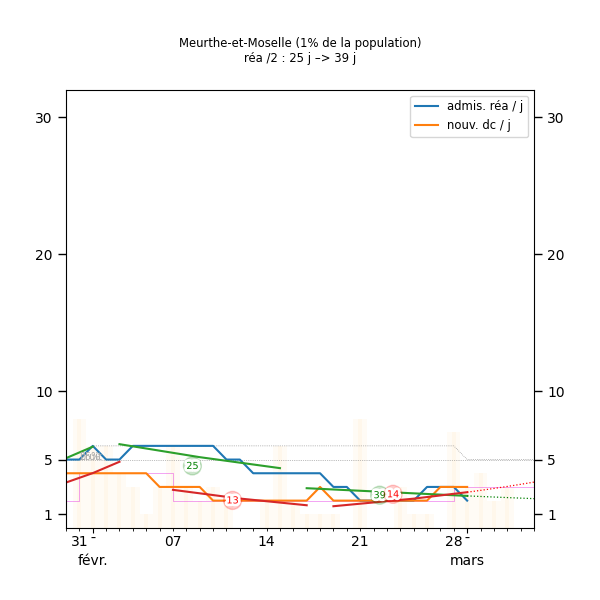 Meurthe-et-Moselle (1% de la population)
réa /2 : 25 j –> 39 j
admis. réa / j
nouv. dc / j
30 30
20 20
10 10
5 5
1 1
25
13
39 14
31 - 07 14 21 28 -
févr. mars